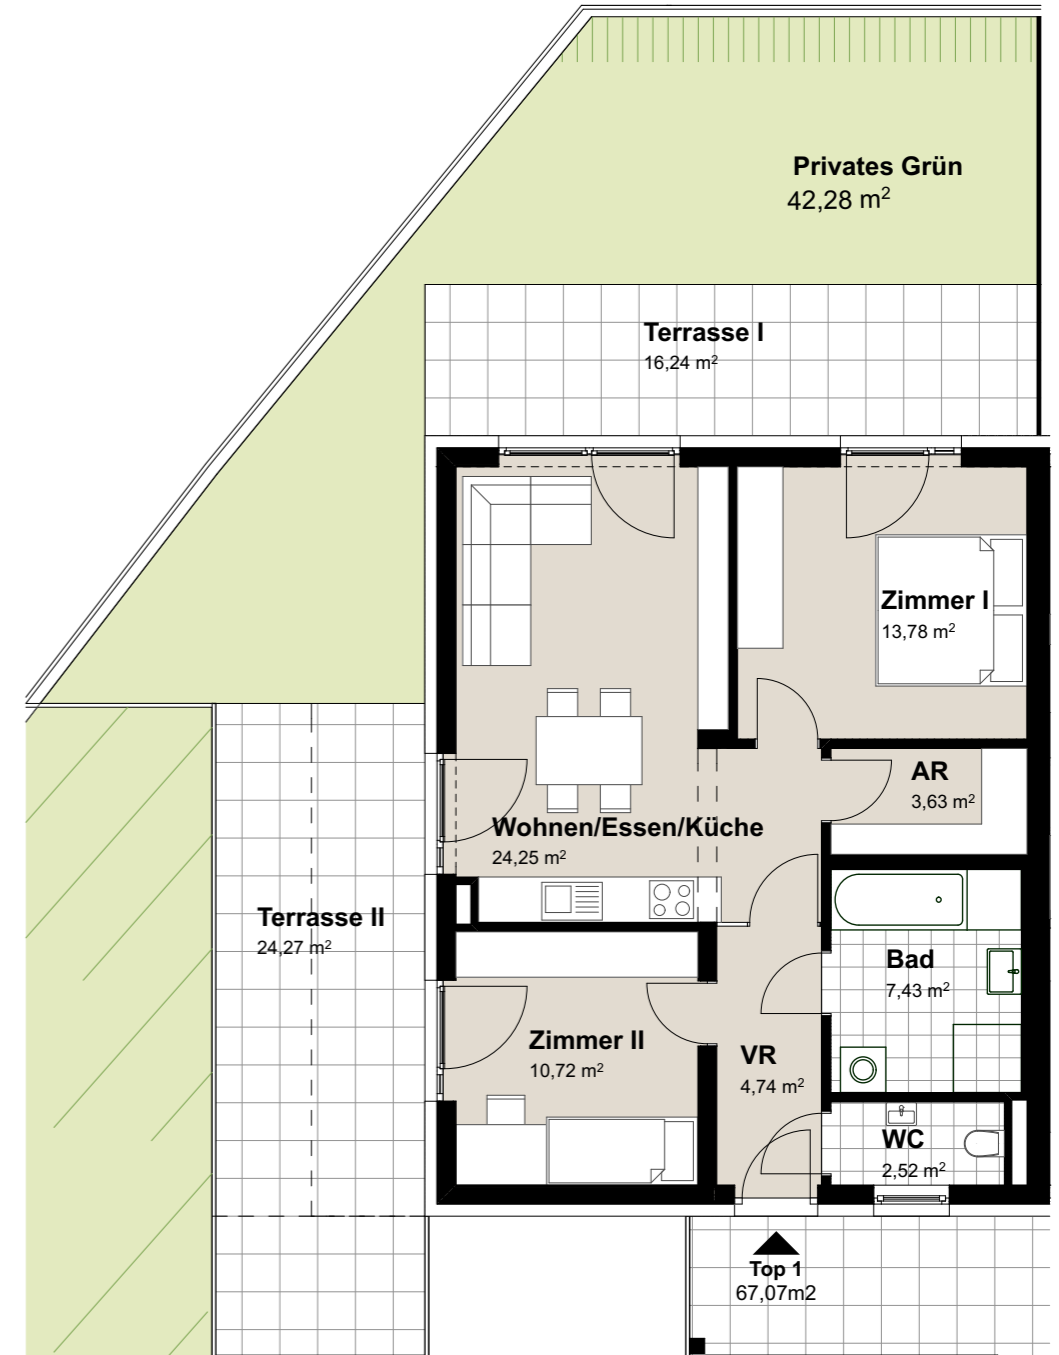 Privates Grün
42,28 m²
Terrasse I
16,24 m²
Zimmer I
13,78 m²
AR
3,63 m²
Wohnen/Essen/Küche
24,25 m²
Terrasse II
24,27 m²
Bad
7,43 m²
Zimmer II
10,72 m²
VR
4,74 m²
WC
2,52 m²
Top 1
67,07m2